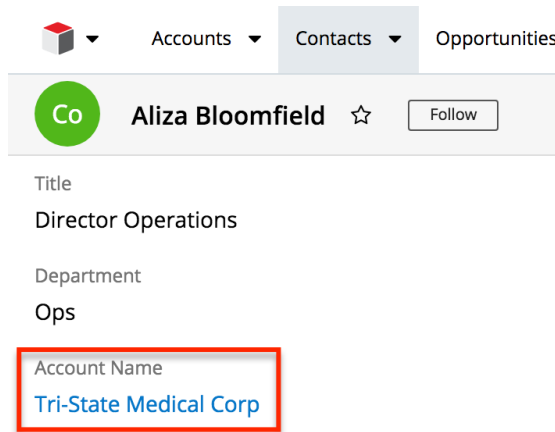 Accounts Contacts Opportunities
Co Aliza Bloomfield Follow
Title
Director Operations
Department
Ops
Account Name
Tri-State Medical Corp